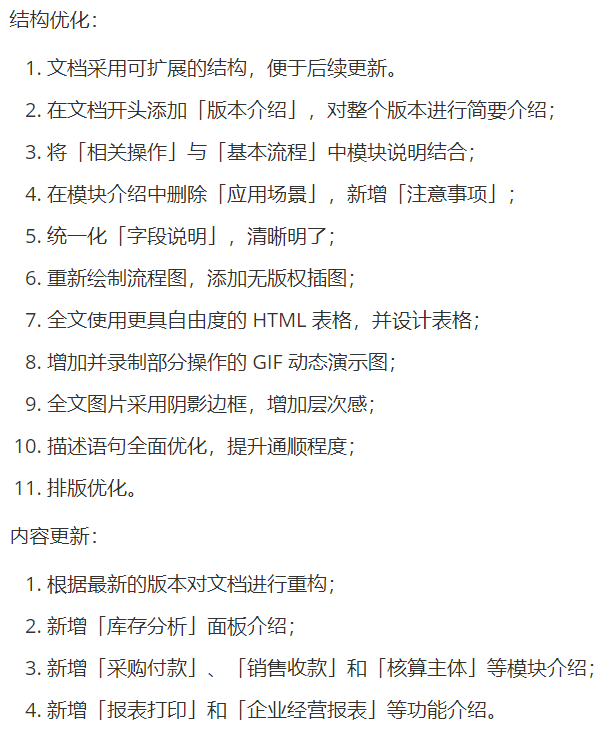 结构优化：
1. 文档采用可扩展的结构，便于后续更新。
2. 在文档开头添加「版本介绍」，对整个版本进行简要介绍；
3. 将「相关操作」与「基本流程」中模块说明结合；
4. 在模块介绍中删除「应用场景」，新增「注意事项」；
5. 统一化「字段说明」，清晰明了；
6. 重新绘制流程图，添加无版权插图；
7. 全文使用更具自由度的 HTML 表格，并设计表格；
8. 增加并录制部分操作的 GIF 动态演示图；
9. 全文图片采用阴影边框，增加层次感；
10. 描述语句全面优化，提升通顺程度；
11. 排版优化。
内容更新：
1. 根据最新的版本对文档进行重构；
2. 新增「库存分析」面板介绍；
3. 新增「采购付款」、「销售收款」和「核算主体」等模块介绍；
4. 新增「报表打印」和「企业经营报表」等功能介绍。